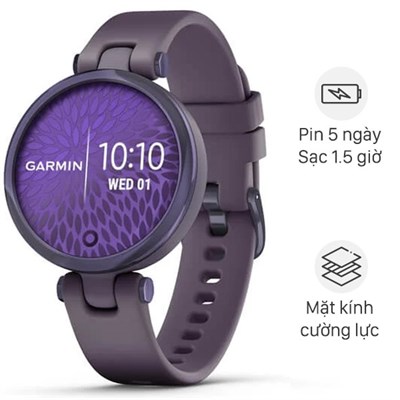 GARMIN
10:10
WED 01
Pin 5 ngày
Sạc 1.5 giờ
Mặt kính
cường lực